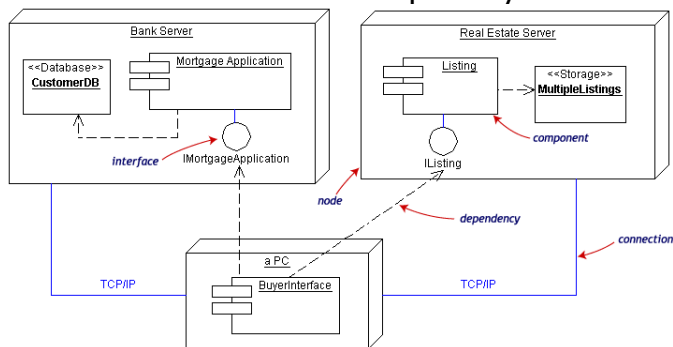 Bank Server
Real Estate Server
Mortgage Application
<<Database>>
CustomerDB
Listing
<<Storage>>
MultipleListings
component
interface
IMortgageApplication
IListing
node
dependency
connection
a PC
TCP/IP
BuyerInterface
TCP/IP